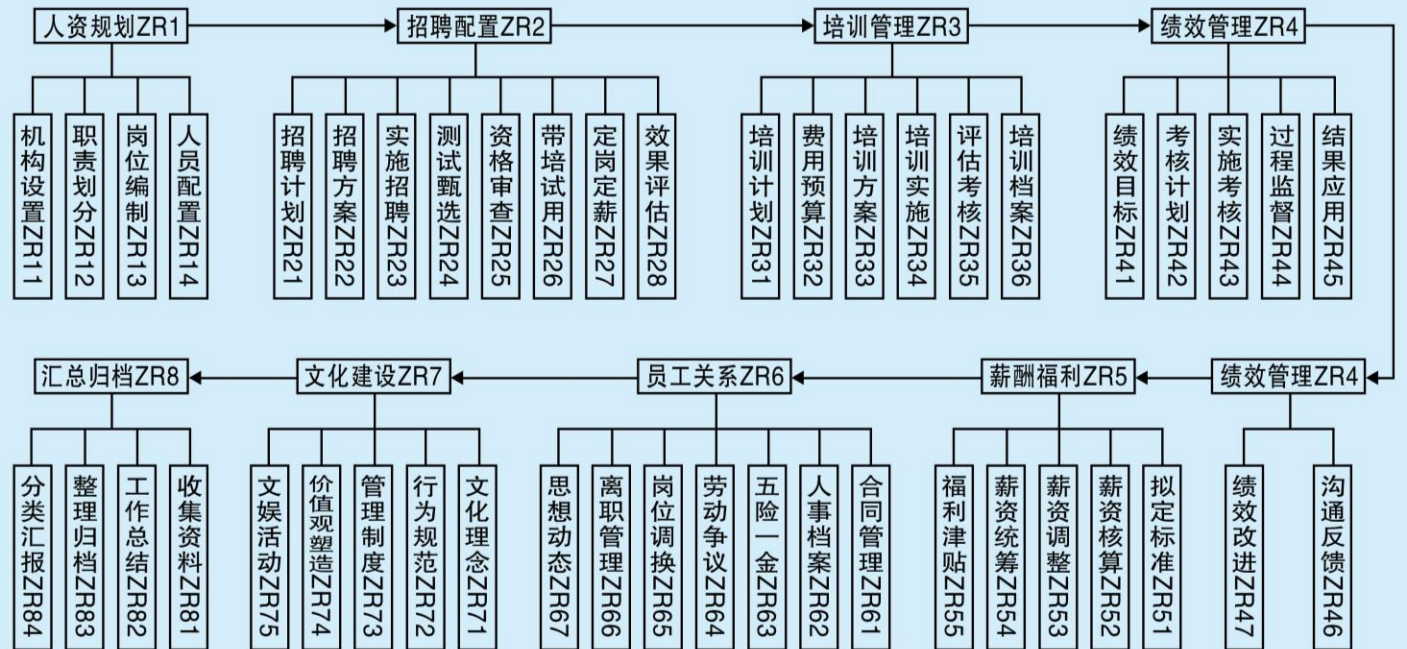 人资规划ZR1
招聘配置ZR2
培训管理ZR3
绩效管理ZR4
机构设置ZR11
职责划分ZR12
岗位编制ZR13
人员配置ZR14
招聘计划ZR21
招聘方案ZR22
实施招聘ZR23
测试甄选ZR24
资格审查ZR25
带培试用ZR26
定岗定薪ZR27
效果评估ZR28
培训计划ZR31
费用预算ZR32
培训方案ZR33
培训实施ZR34
评估考核ZR35
培训档案ZR36
绩效目标ZR41
考核计划ZR42
实施考核ZR43
过程监督ZR44
结果应用ZR45
汇总归档ZR8
文化建设ZR7
员工关系ZR6
薪酬福利ZR5
绩效管理ZR4
分类汇报ZR84
整理归档ZR83
工作总结ZR82
收集资料ZR81
文娱活动ZR75
价值观塑造ZR74
管理制度ZR73
行为规范ZR72
文化理念ZR71
思想动态ZR67
离职管理ZR66
岗位调换ZR65
劳动争议ZR64
五险一金ZR63
人事档案ZR62
合同管理ZR61
福利津贴ZR55
薪资统筹ZR54
薪资调整ZR53
薪资核算ZR52
拟定标准ZR51
绩效改进ZR47
沟通反馈ZR46